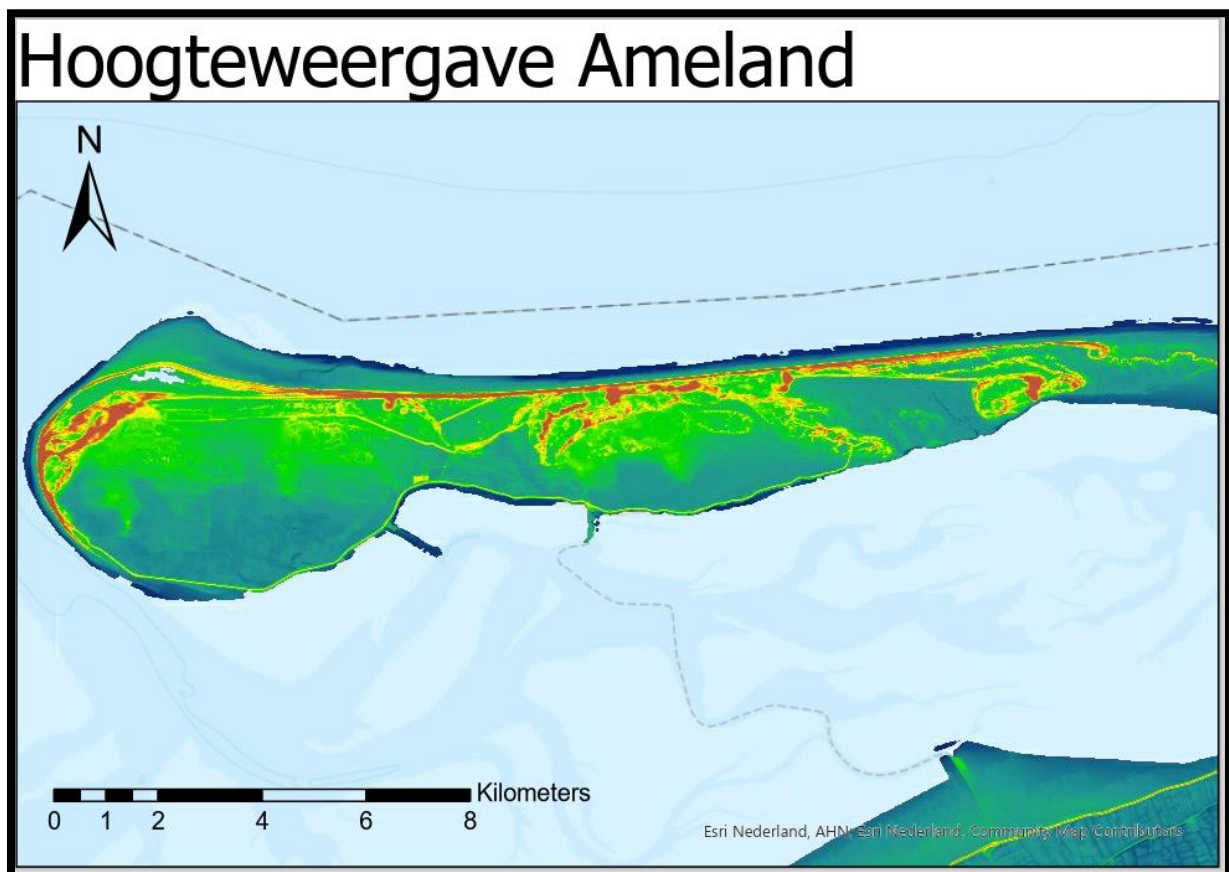 Hoogteweergave Ameland
N
Kilometers
0 1 2 4 6 8
Esri Nederland, AHN, Esri Nederland, Community Map Contributors